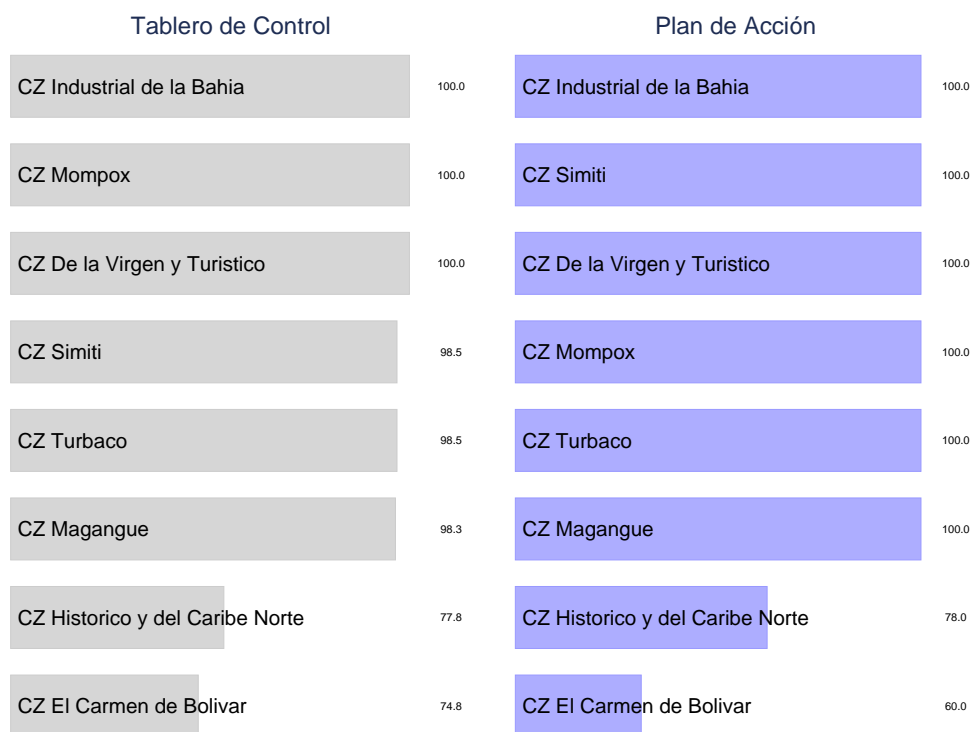 Tablero de Control
CZ Industrial de la Bahia 100.0
CZ Mompox 100.0
CZ De la Virgen y Turistico 100.0
CZ Simiti 98.5
CZ Turbaco 98.5
CZ Magangue 98.3
CZ Historico y del Caribe Norte 77.8
CZ El Carmen de Bolivar 74.8
Plan de Acción
CZ Industrial de la Bahia 100.0
CZ Simiti 100.0
CZ De la Virgen y Turistico 100.0
CZ Mompox 100.0
CZ Turbaco 100.0
CZ Magangue 100.0
CZ Historico y del Caribe Norte 78.0
CZ El Carmen de Bolivar 60.0